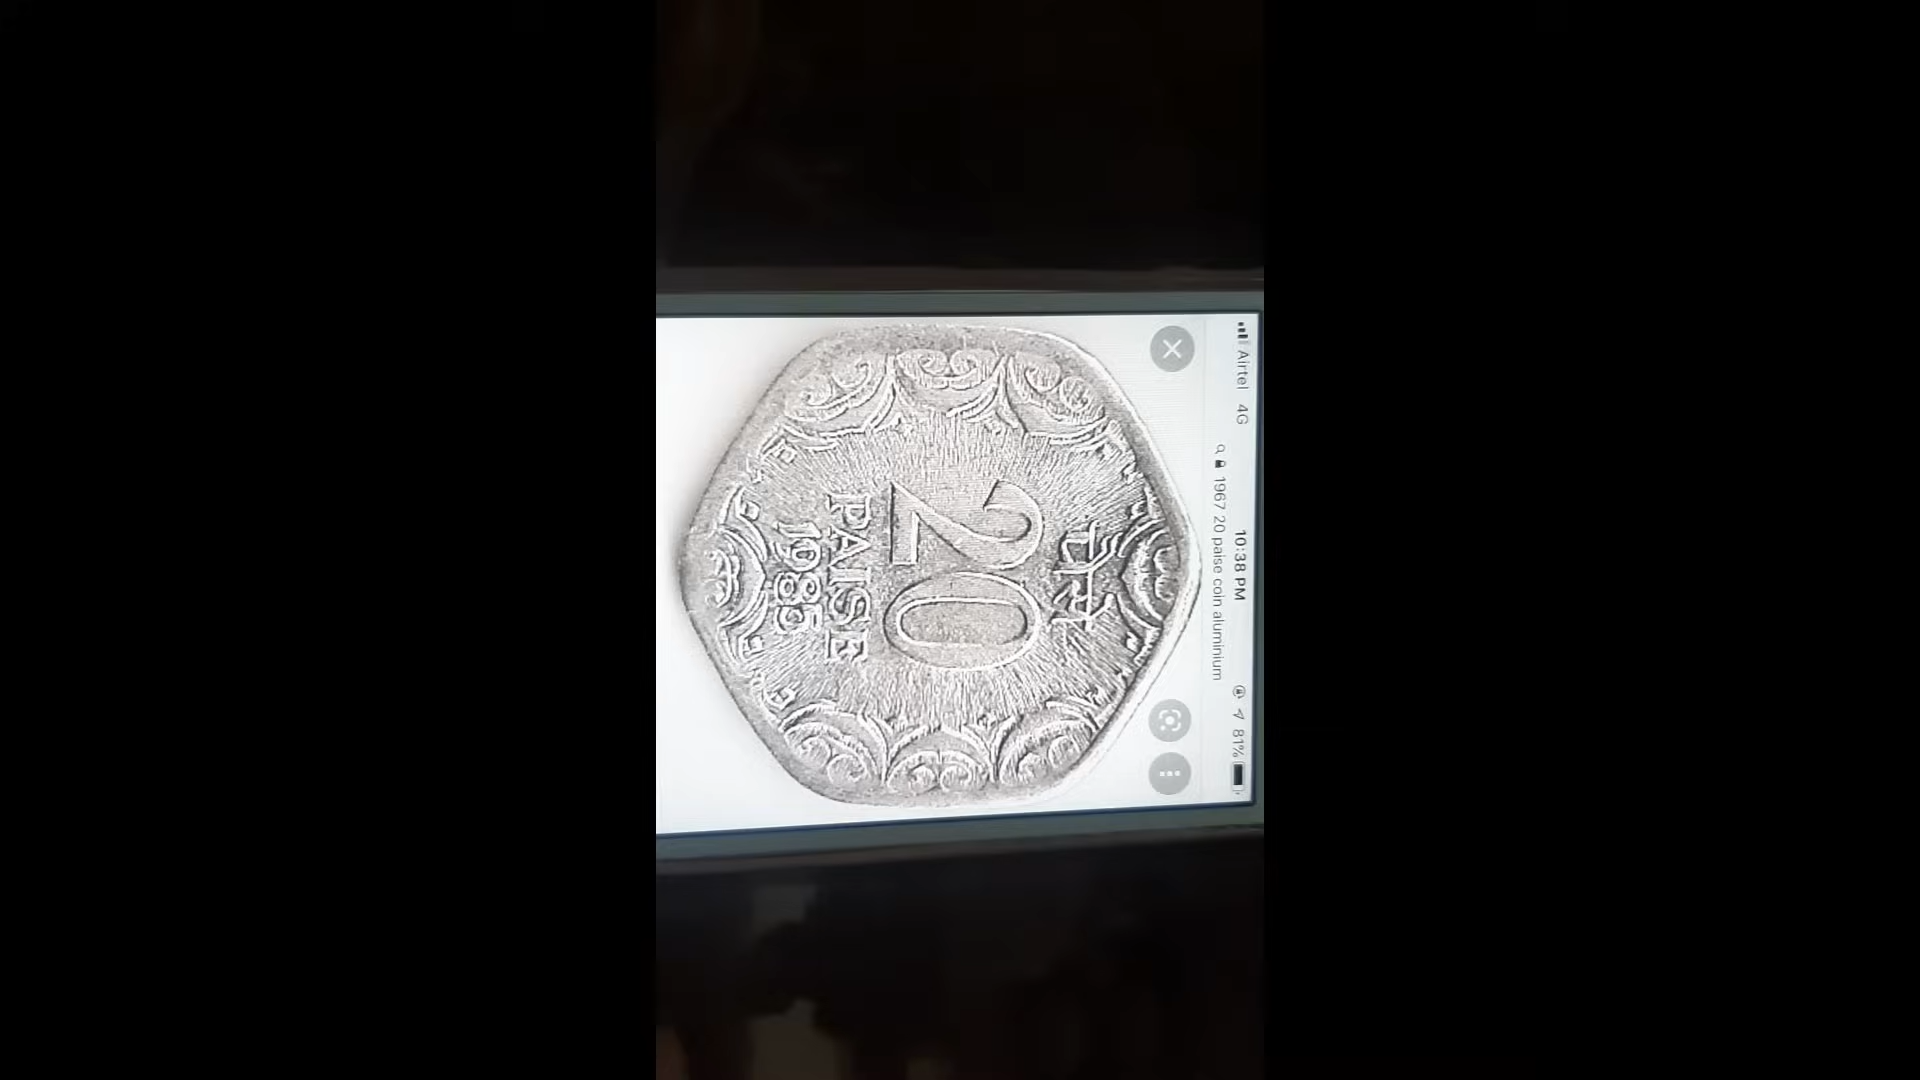 Airtel 4G 10:38 PM 81%
1967 20 paise coin aluminium
पैसे
20
PAISE
1985